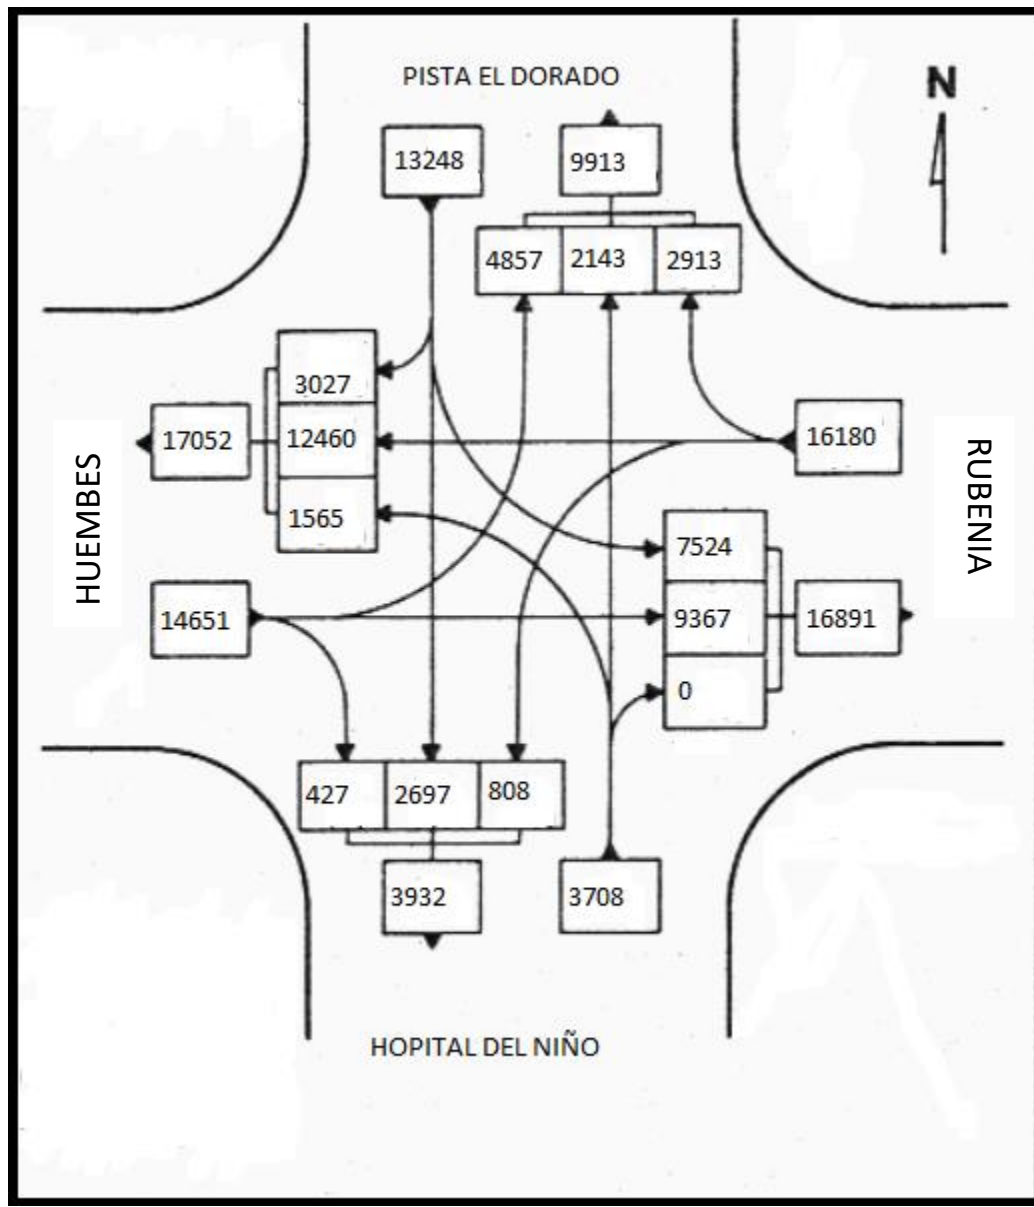 PISTA EL DORADO
N
13248
9913
4857 2143 2913
3027
17052
12460
16180
HUEMBES
RUBENIA
1565
7524
14651
9367
16891
0
427 2697 808
3932
3708
HOPITAL DEL NIÑO